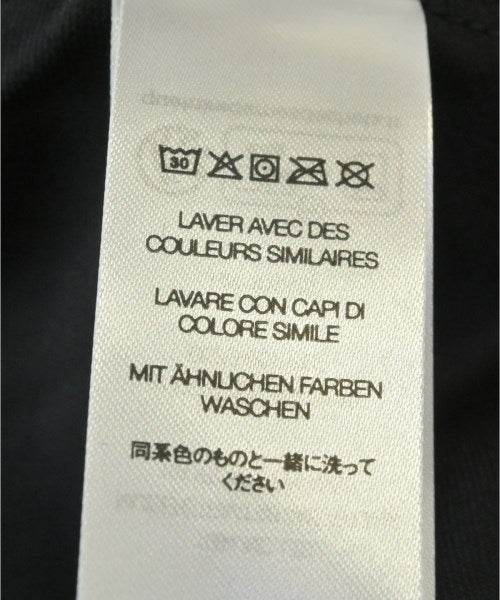 30
LAVER AVEC DES
COULEURS SIMILAIRES
LAVARE CON CAPI DI
COLORE SIMILE
MIT ÄHNLICHEN FARBEN
WASCHEN
同系色のものと一緒に洗って
ください